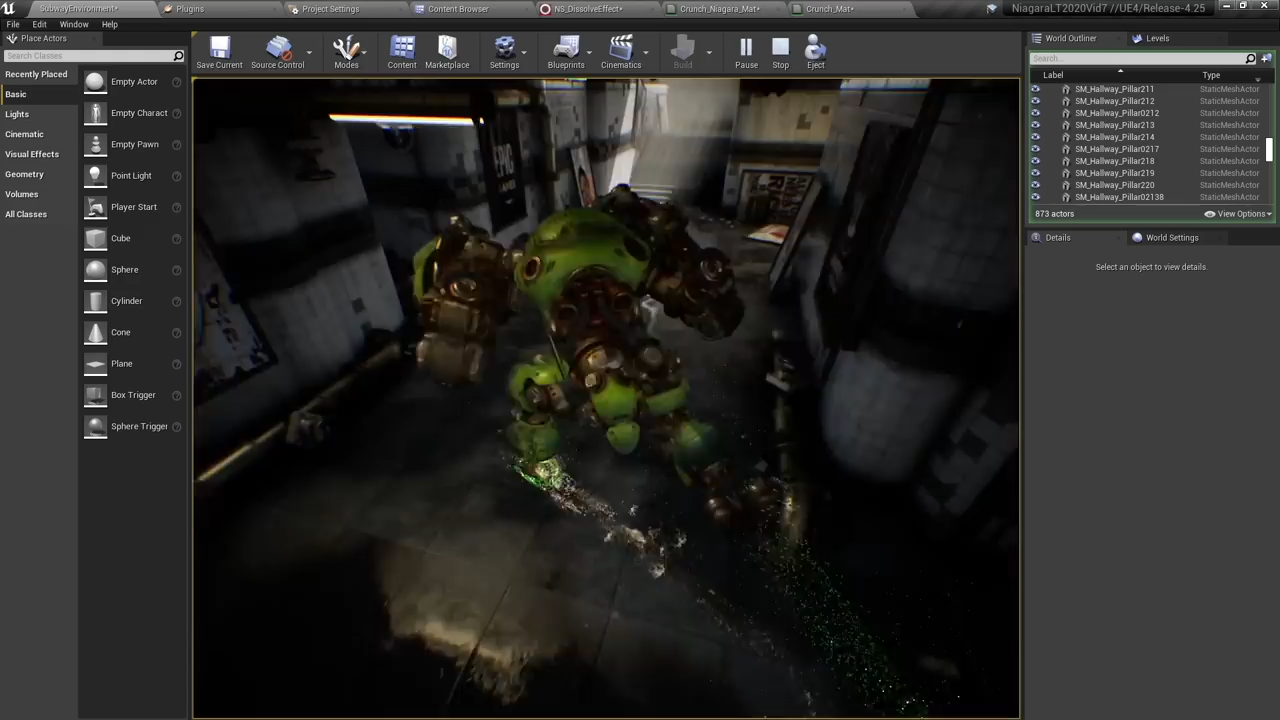 SubwayEnvironment*
Plugins
Project Settings
Content Browser
NS_DissolveEffect*
Crunch_Niagara_Mat*
Crunch_Mat*
NiagaraLT2020Vid7 //UE4/Release-4.25
File Edit Window Help
Place Actors
Search Classes
Recently Placed
Basic
Lights
Cinematic
Visual Effects
Geometry
Volumes
All Classes
Empty Actor
Empty Charact
Empty Pawn
Point Light
Player Start
Cube
Sphere
Cylinder
Cone
Plane
Box Trigger
Sphere Trigger
Save Current
Source Control
Modes
Content
Marketplace
Settings
Blueprints
Cinematics
Build
Pause
Stop
Eject
EPIC
World Outliner
Levels
Search...
Label Type
SM_Hallway_Pillar211 StaticMeshActor
SM_Hallway_Pillar212 StaticMeshActor
SM_Hallway_Pillar0212 StaticMeshActor
SM_Hallway_Pillar213 StaticMeshActor
SM_Hallway_Pillar214 StaticMeshActor
SM_Hallway_Pillar0217 StaticMeshActor
SM_Hallway_Pillar218 StaticMeshActor
SM_Hallway_Pillar219 StaticMeshActor
SM_Hallway_Pillar220 StaticMeshActor
SM_Hallway_Pillar02138 StaticMeshActor
873 actors
View Options
Details
World Settings
Select an object to view details.